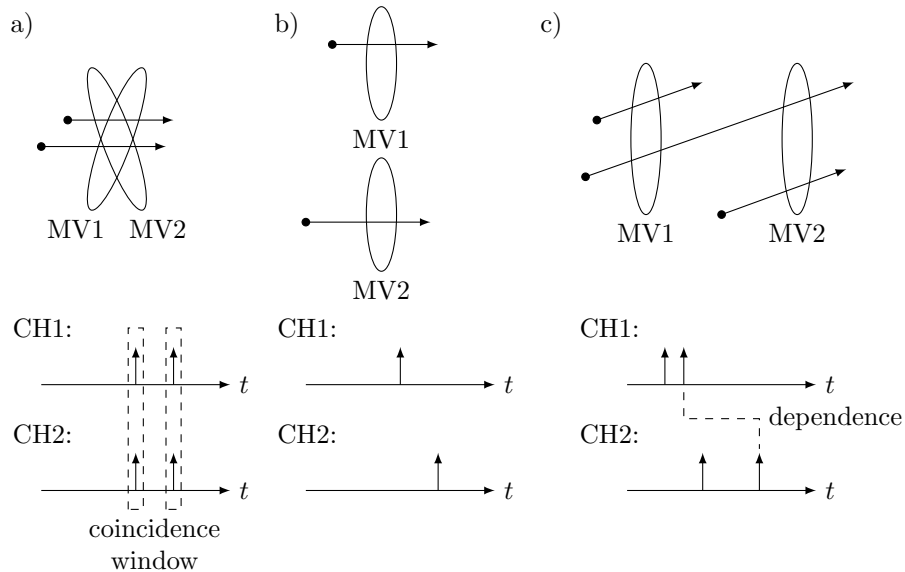 a)
MV1 MV2
CH1:
t
CH2:
t
coincidence
window
b)
MV1
MV2
CH1:
t
CH2:
t
c)
MV1 MV2
CH1:
t
dependence
CH2:
t